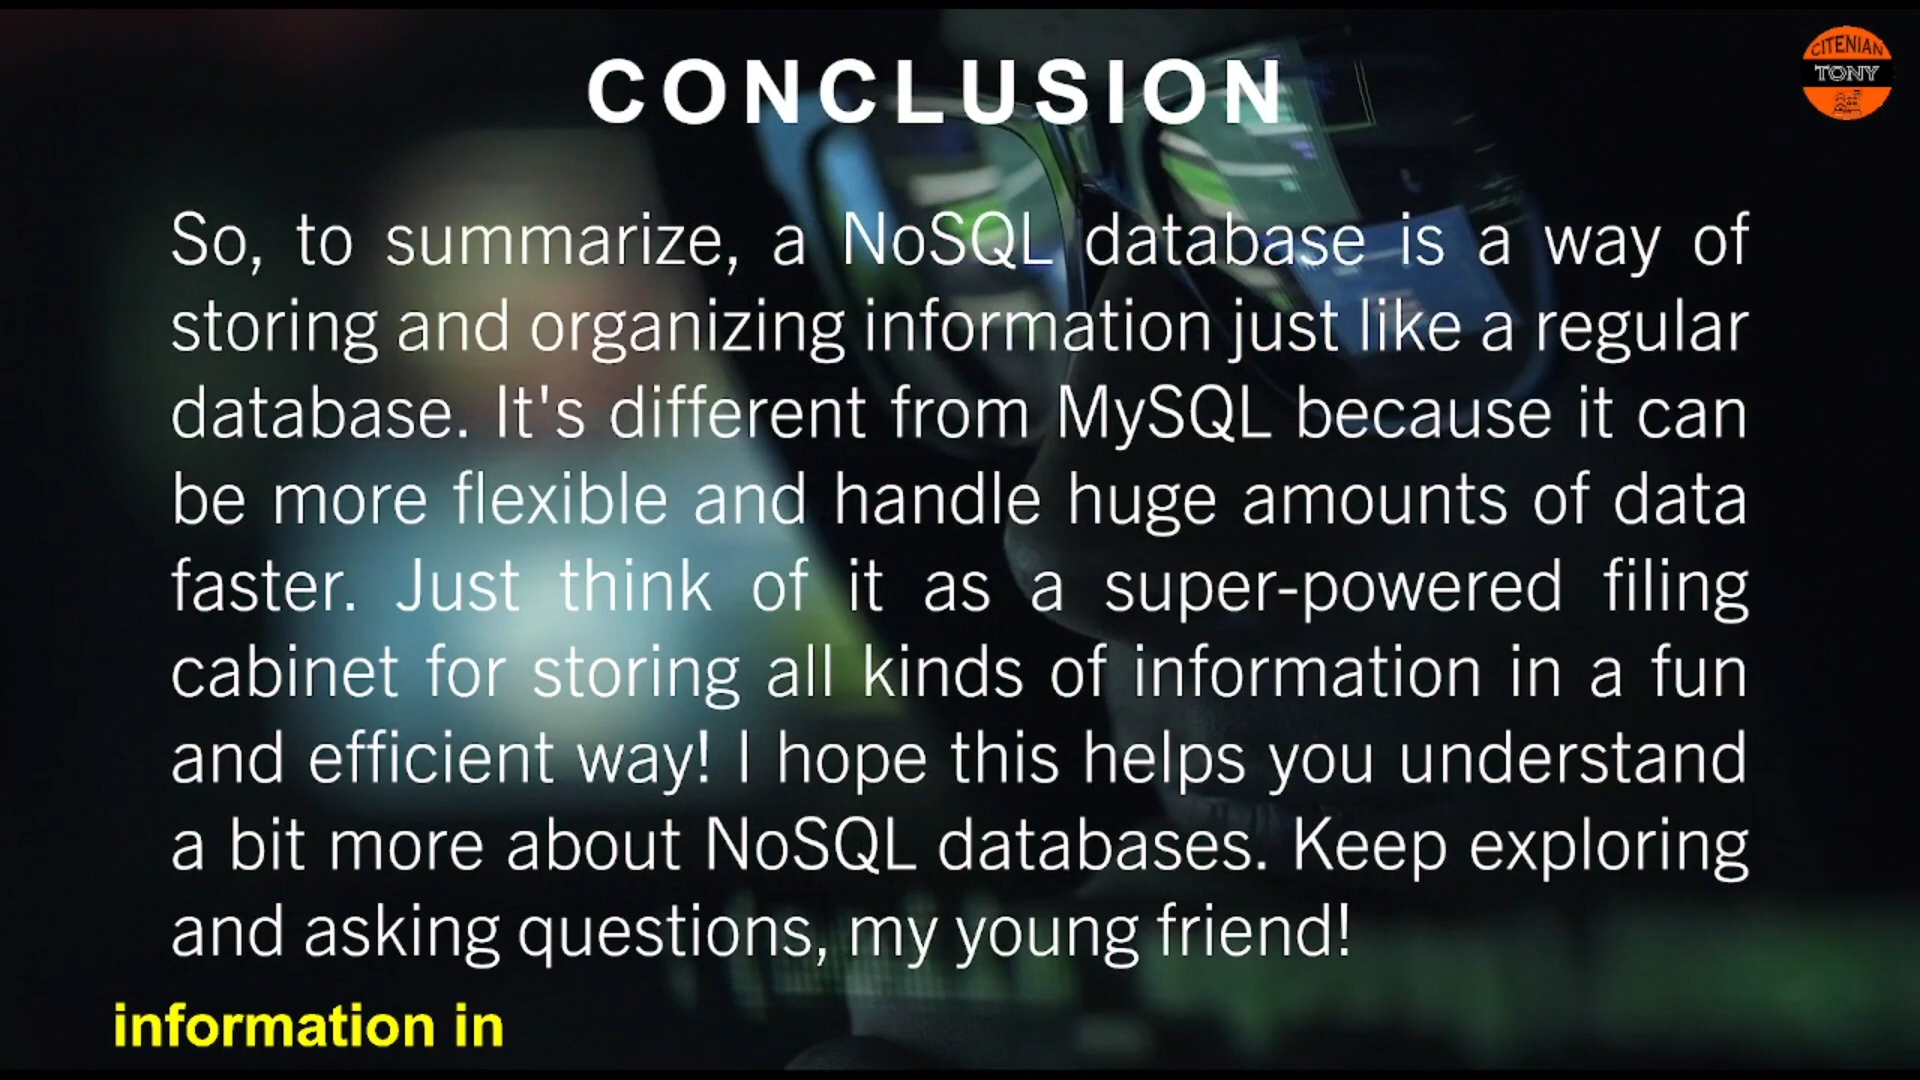 CONCLUSION
CITENIAN
TONY
So, to summarize, a NoSQL database is a way of
storing and organizing information just like a regular
database. It's different from MySQL because it can
be more flexible and handle huge amounts of data
faster. Just think of it as a super-powered filing
cabinet for storing all kinds of information in a fun
and efficient way! I hope this helps you understand
a bit more about NoSQL databases. Keep exploring
and asking questions, my young friend!
information in